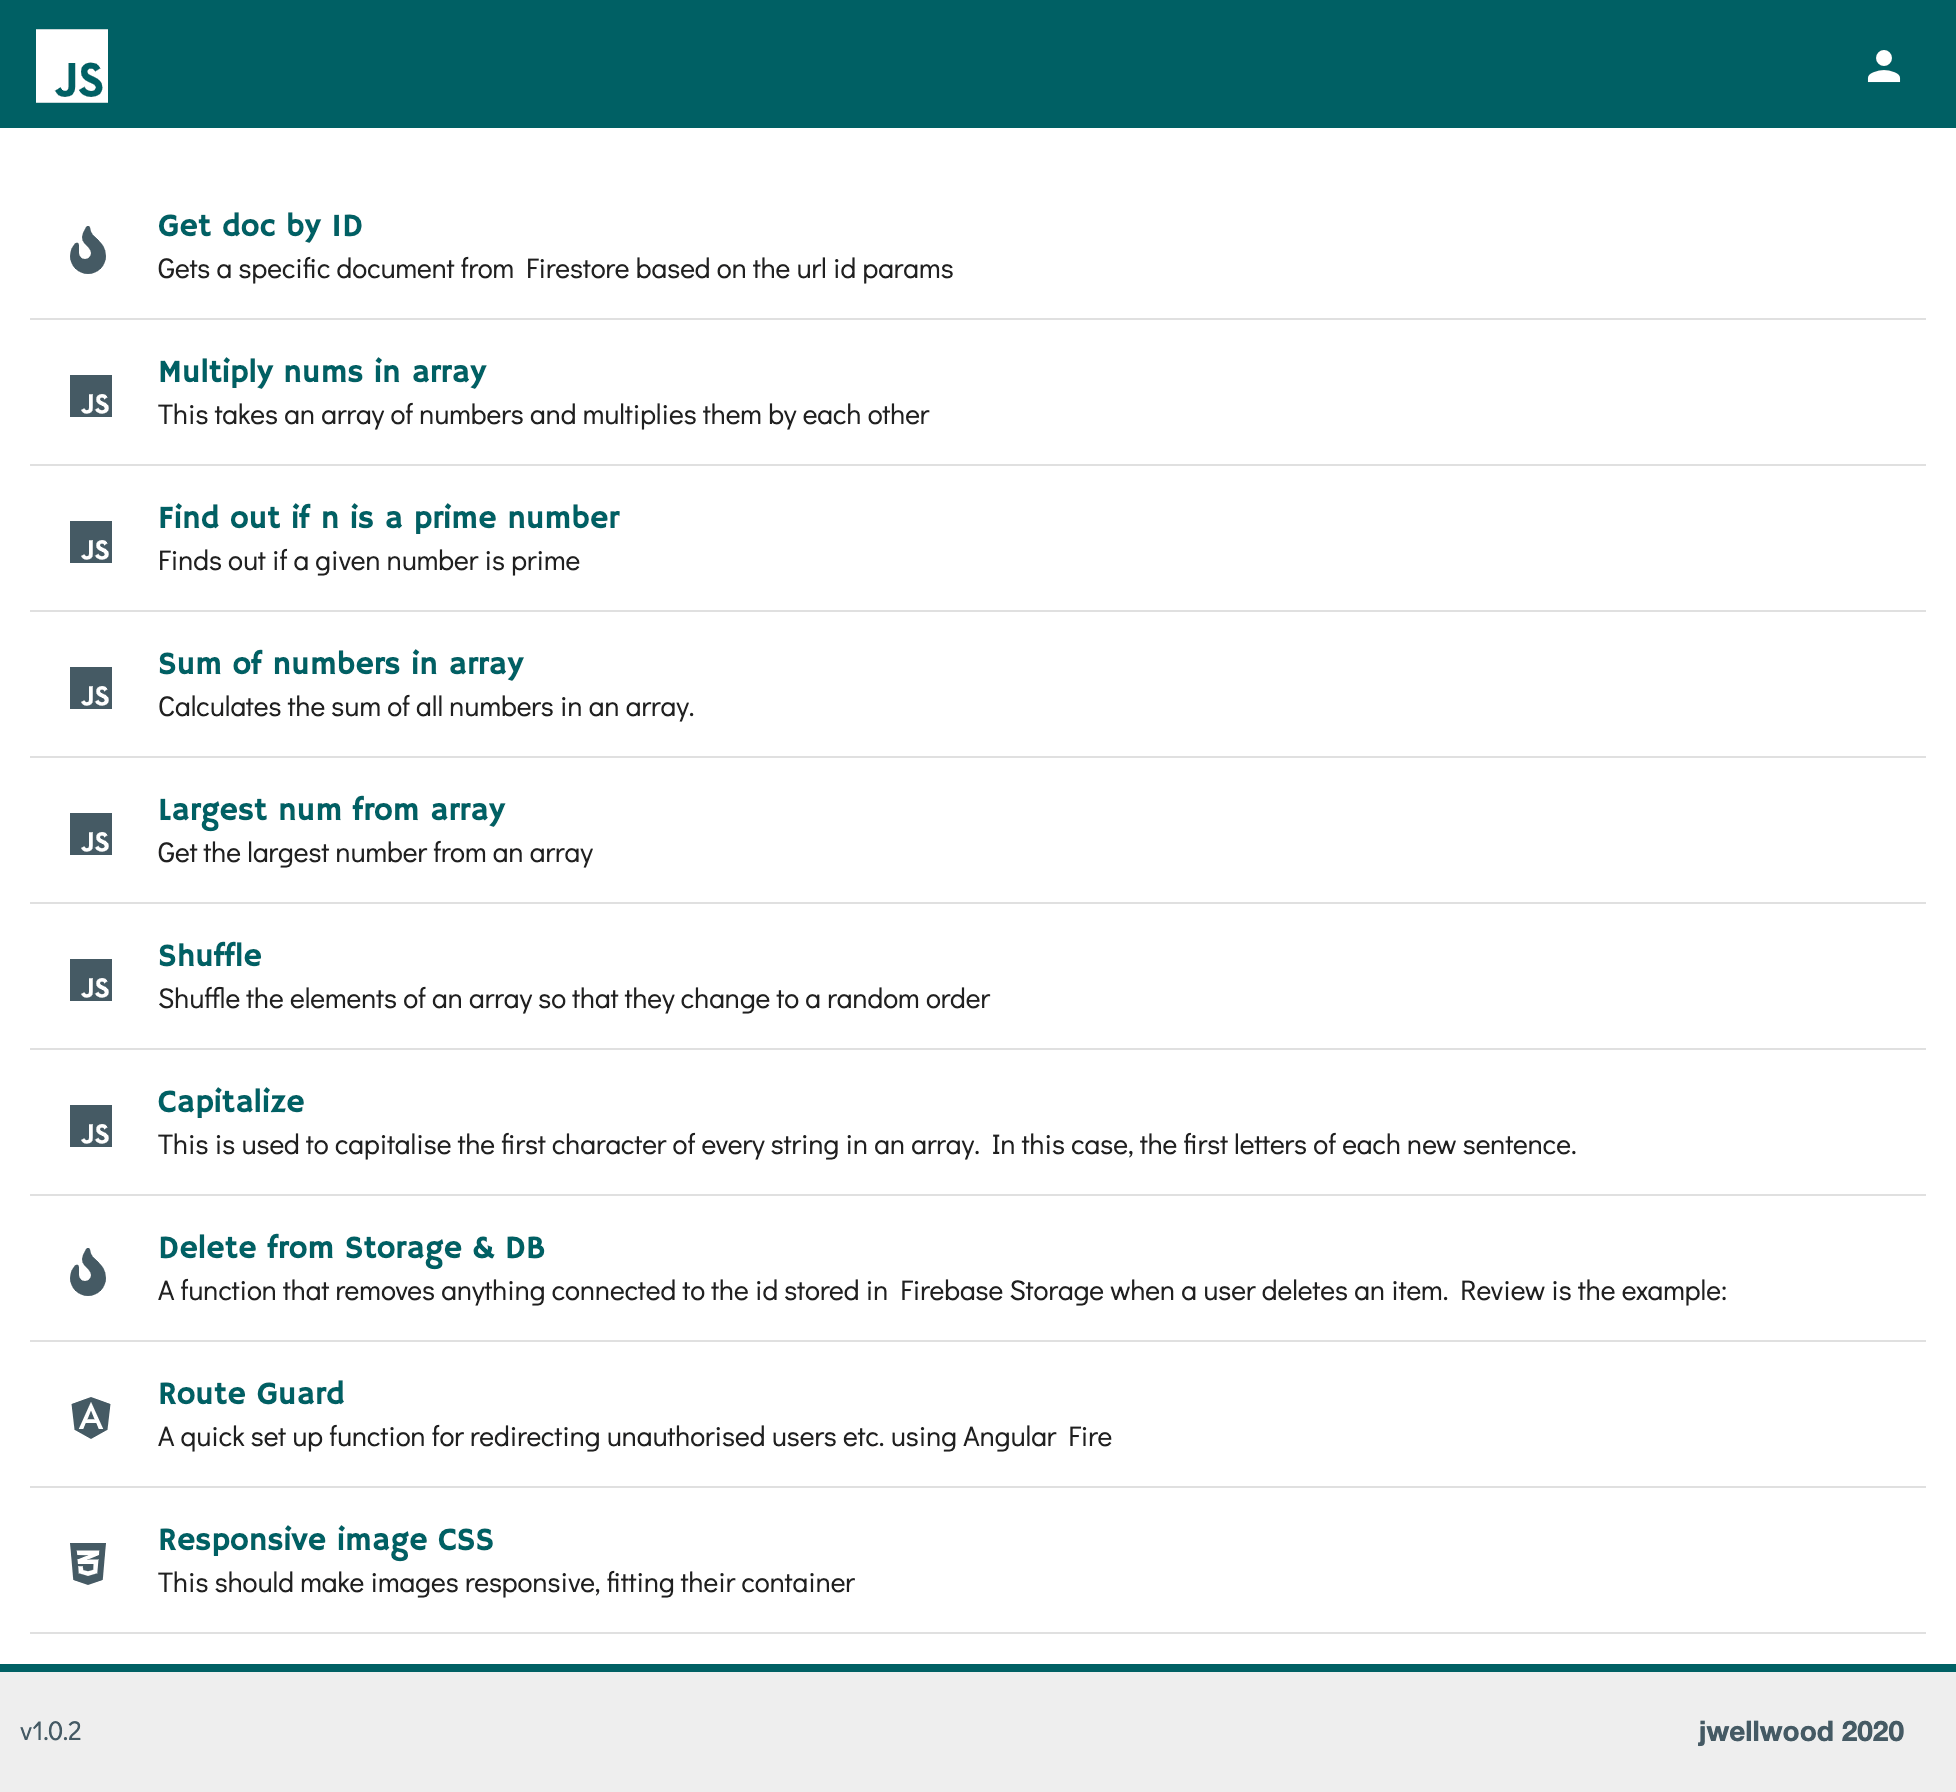 JS
Get doc by ID
Gets a specific document from  Firestore based on the url id params
JS
Multiply nums in array
This takes an array of numbers and multiplies them by each other
JS
Find out if n is a prime number
Finds out if a given number is prime
JS
Sum of numbers in array
Calculates the sum of all numbers in an array.
JS
Largest num from array
Get the largest number from an array
JS
Shuffle
Shuffle the elements of an array so that they change to a random order
JS
Capitalize
This is used to capitalise the first character of every string in an array.  In this case, the first letters of each new sentence.
Delete from Storage & DB
A function that removes anything connected to the id stored in  Firebase Storage when a user deletes an item.  Review is the example:
A
Route Guard
A quick set up function for redirecting unauthorised users etc. using Angular  Fire
3
Responsive image CSS
This should make images responsive, fitting their container
v1.0.2
jwellwood 2020